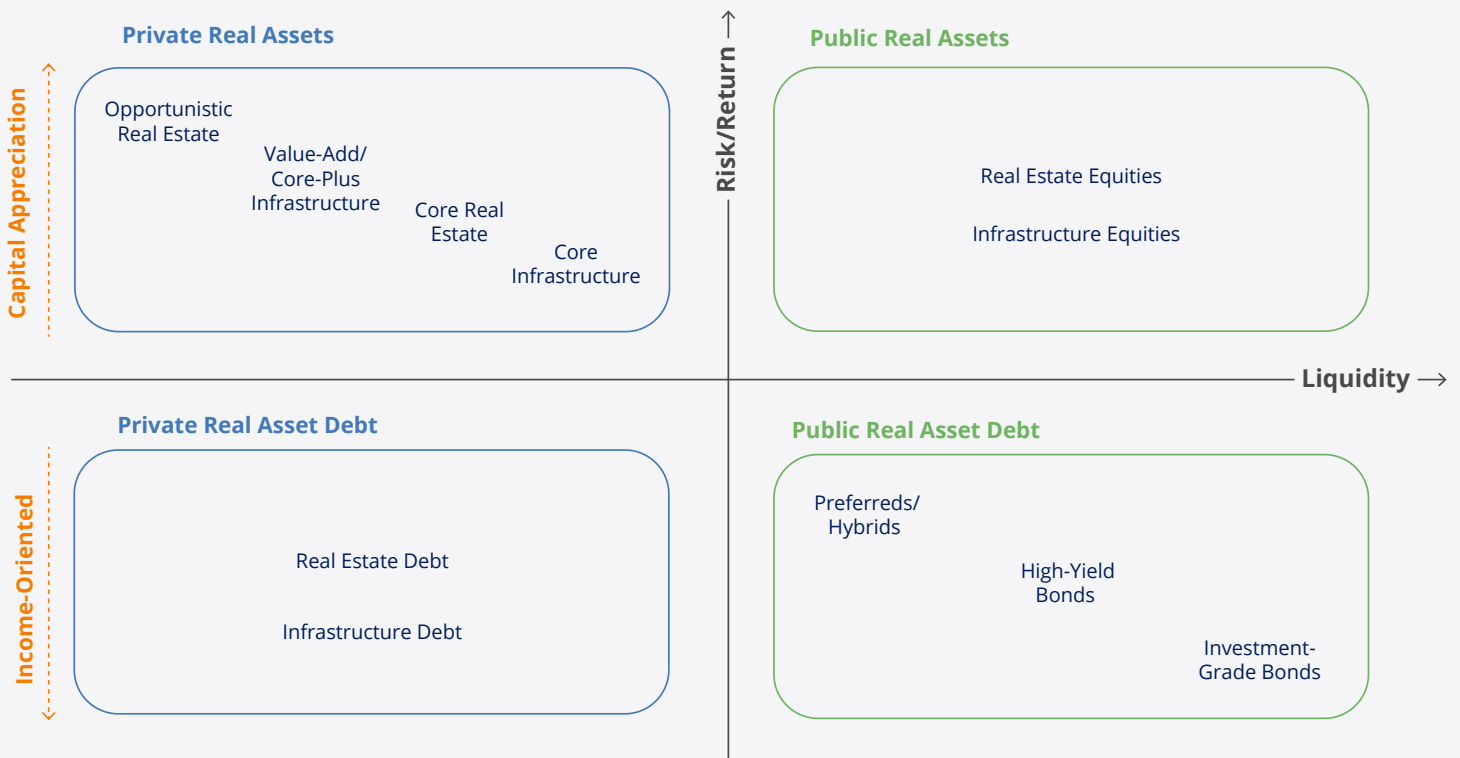 Private Real Assets
Opportunistic
Real Estate
Value-Add/
Core-Plus
Infrastructure
Core Real
Estate
Core
Infrastructure
Capital Appreciation
Risk/Return
Public Real Assets
Real Estate Equities
Infrastructure Equities
Liquidity
Private Real Asset Debt
Real Estate Debt
Infrastructure Debt
Income-Oriented
Public Real Asset Debt
Preferreds/
Hybrids
High-Yield
Bonds
Investment-
Grade Bonds